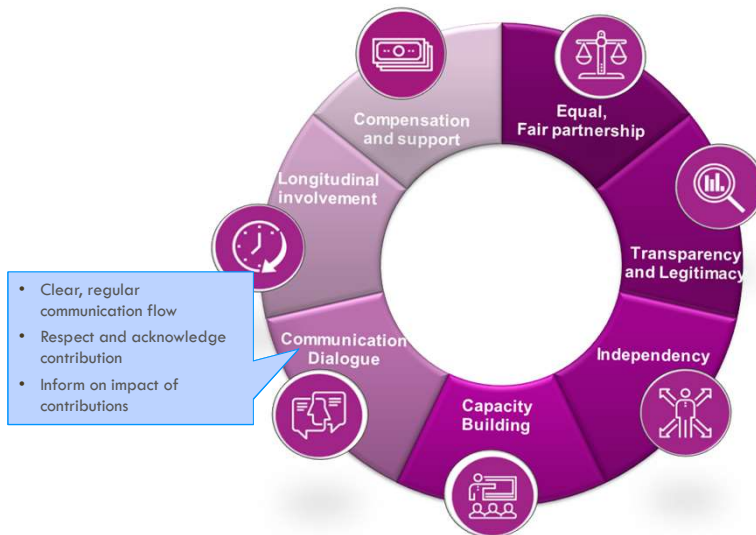 Compensation
and support
Equal,
Fair partnership
Longitudinal
involvement
Transparency
and Legitimacy
• Clear, regular
communication flow
• Respect and acknowledge
contribution
• Inform on impact of
contributions
Communication
Dialogue
Independency
Capacity
Building